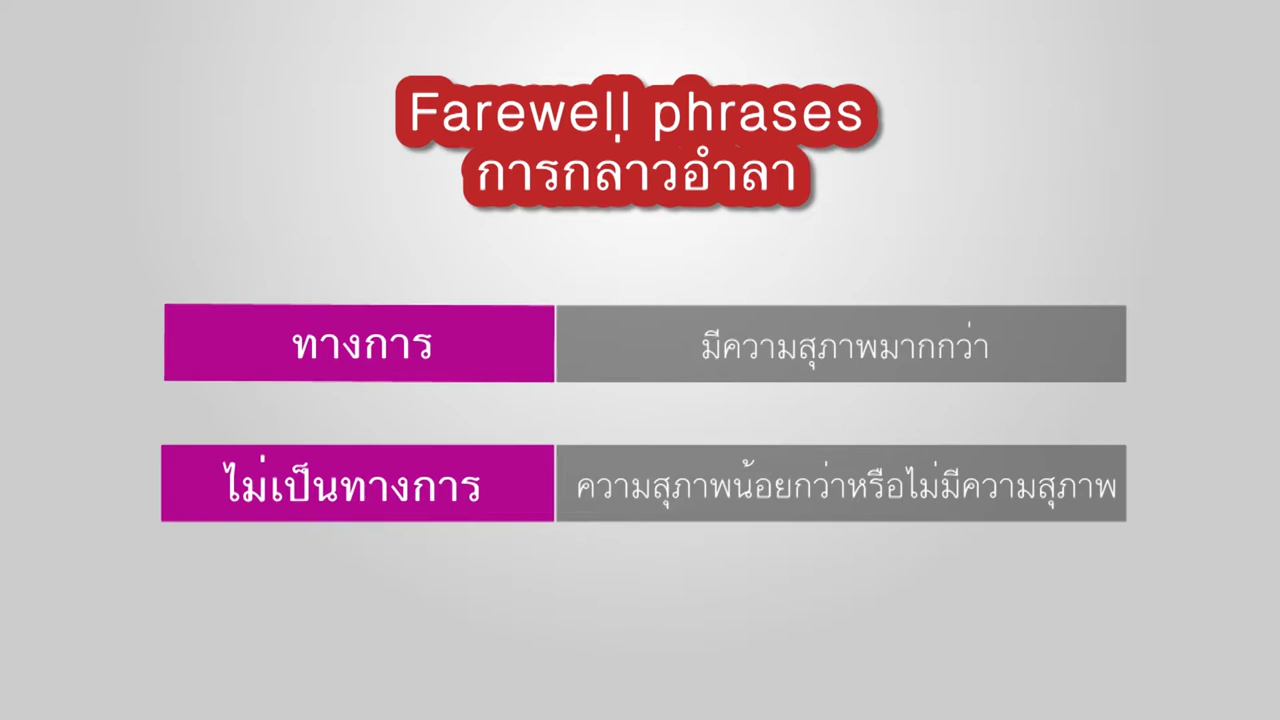 Farewell phrases
การกล่าวอำลา
ทางการ
มีความสุภาพมากกว่า
ไม่เป็นทางการ
ความสุภาพน้อยกว่าหรือไม่มีความสุภาพ